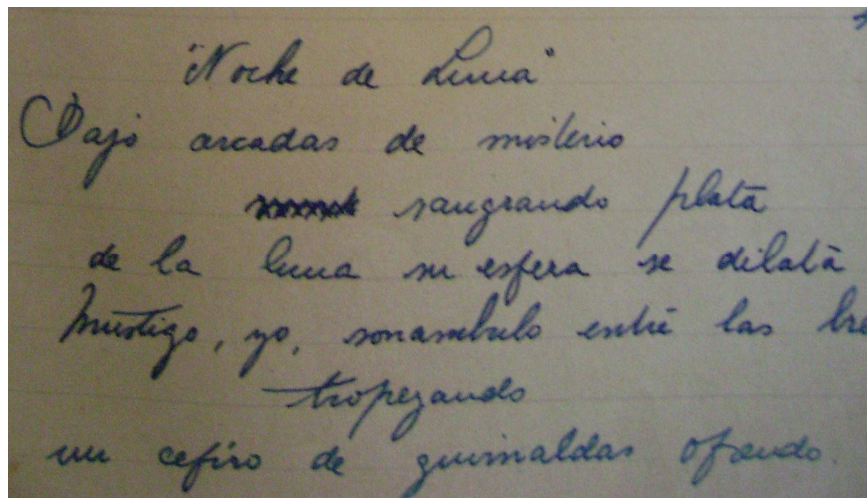 "Noche de Luna"
Bajo arcadas de misterio
sangrando plata
de la luna su esfera se dilata
Mustigo, yo, sonambulo entre las
tropezando
un cefiro de guirnaldas